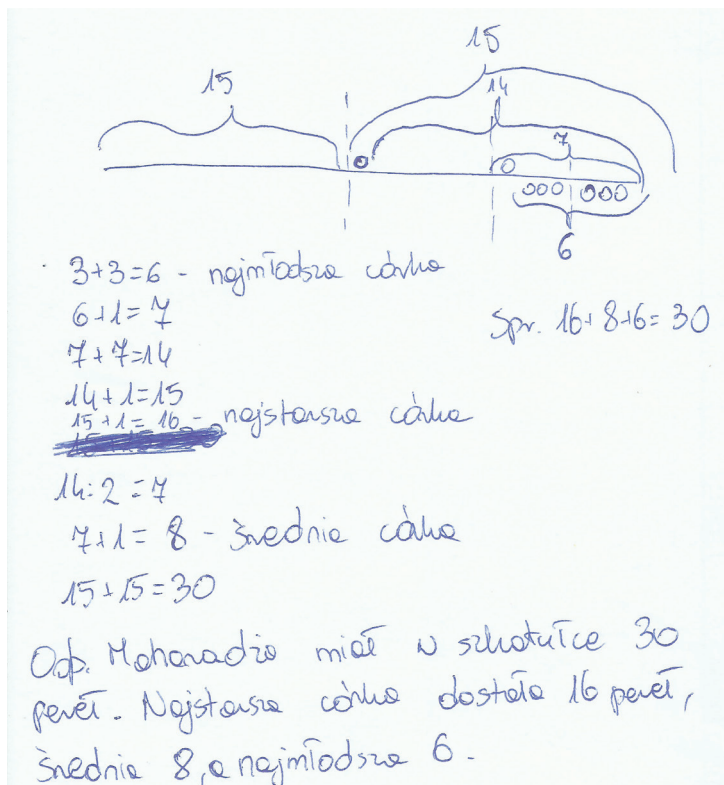 15
15
14
7
6
3+3=6 - najmłodsza córka
6+1=7
Spr. 16+8+6=30
7+7=14
14+1=15
15+1=16 - najstarsza córka
14:2=7
7+1=8 - średnia córka
15+15=30
Odp. Maharadża miał w szkatułce 30
pereł. Najstarsza córka dostała 16 pereł,
średnia 8, a najmłodsza 6.